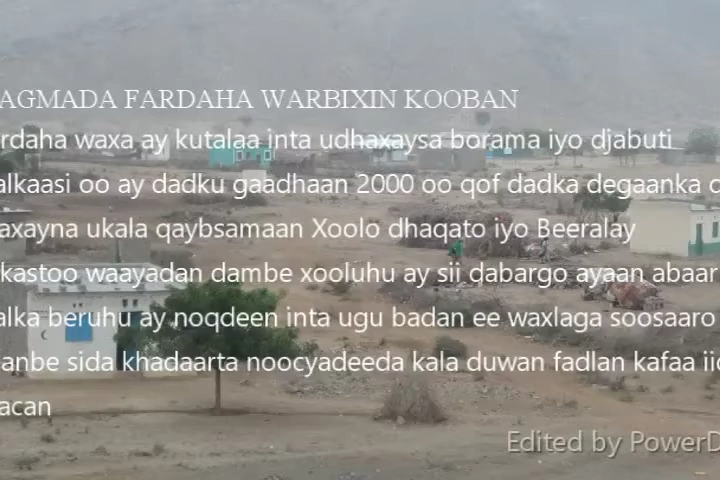 AGMADA FARDAHA WARBIXIN KOOBAN
rdaha waxa ay kutalaa inta udhaxaysa borama iyo djabuti
alkaasi oo ay dadku gaadhaan 2000 oo qof dadka degaanka
axayna ukala qaybsamaan Xoolo dhaqato iyo Beeralay
kastoo waayadan dambe xooluhu ay sii dabargo ayaan abaar
alka beruhu ay noqdeen inta ugu badan ee waxlaga soosaaro
anbe sida khadaarta noocyadeeda kala duwan fadlan kafaa
acan
Edited by PowerD